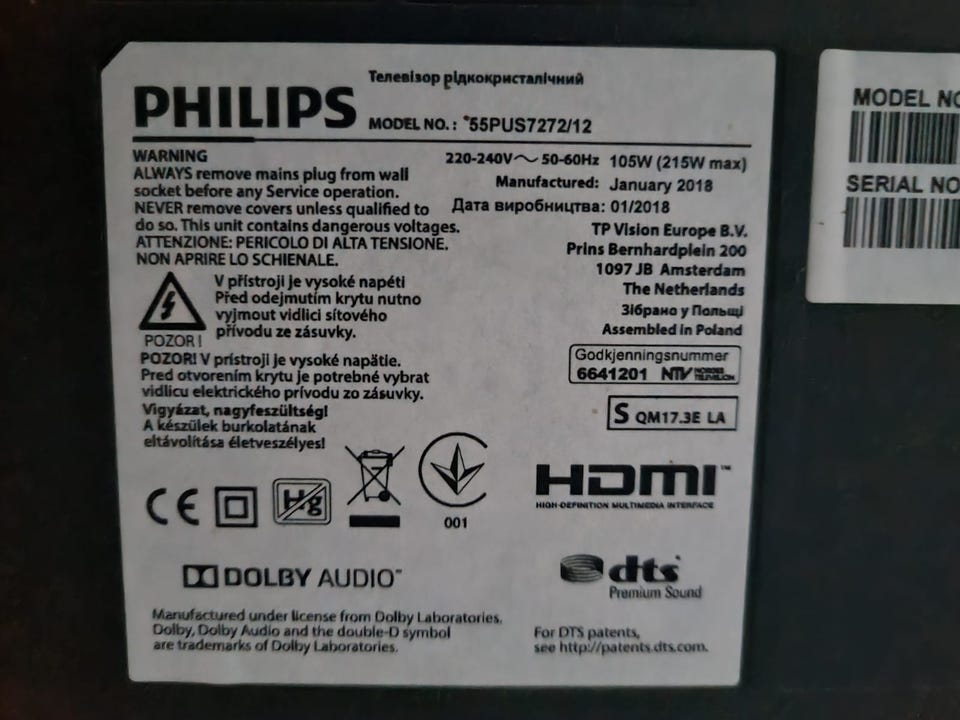 Телевізор рідкокристалічний
PHILIPS
MODEL NO.: *55PUS7272/12
WARNING
ALWAYS remove mains plug from wall
socket before any Service operation.
NEVER remove covers unless qualified to
do so. This unit contains dangerous voltages.
ATTENZIONE: PERICOLO DI ALTA TENSIONE.
NON APRIRE LO SCHIENALE.
V přístroji je vysoké napětí
Před odejmutím krytu nutno
vyjmout vidlici síťového
přívodu ze zásuvky.
POZOR!
POZOR! V prístroji je vysoké napätie.
Pred otvorením krytu je potrebné vybrat
vidlicu elektrického prívodu zo zásuvky.
Vigyázat, nagyfeszültség!
A készülek burkolatának
eltávolítása életveszélyes!
220-240V~ 50-60Hz 105W (215W max)
Manufactured: January 2018
Дата виробництва: 01/2018
TP Vision Europe B.V.
Prins Bernhardplein 200
1097 JB Amsterdam
The Netherlands
Зібрано у Польщі
Assembled in Poland
Godkjenningsnummer
6641201 NTV NORGES TELEVISJON
S QM17.3E LA
CE
Hg
001
HDMI™
HIGH-DEFINITION MULTIMEDIA INTERFACE
DOLBY AUDIO™
dts
Premium Sound
Manufactured under license from Dolby Laboratories.
Dolby, Dolby Audio and the double-D symbol
are trademarks of Dolby Laboratories.
For DTS patents,
see http://patents.dts.com.
MODEL NO
SERIAL NO